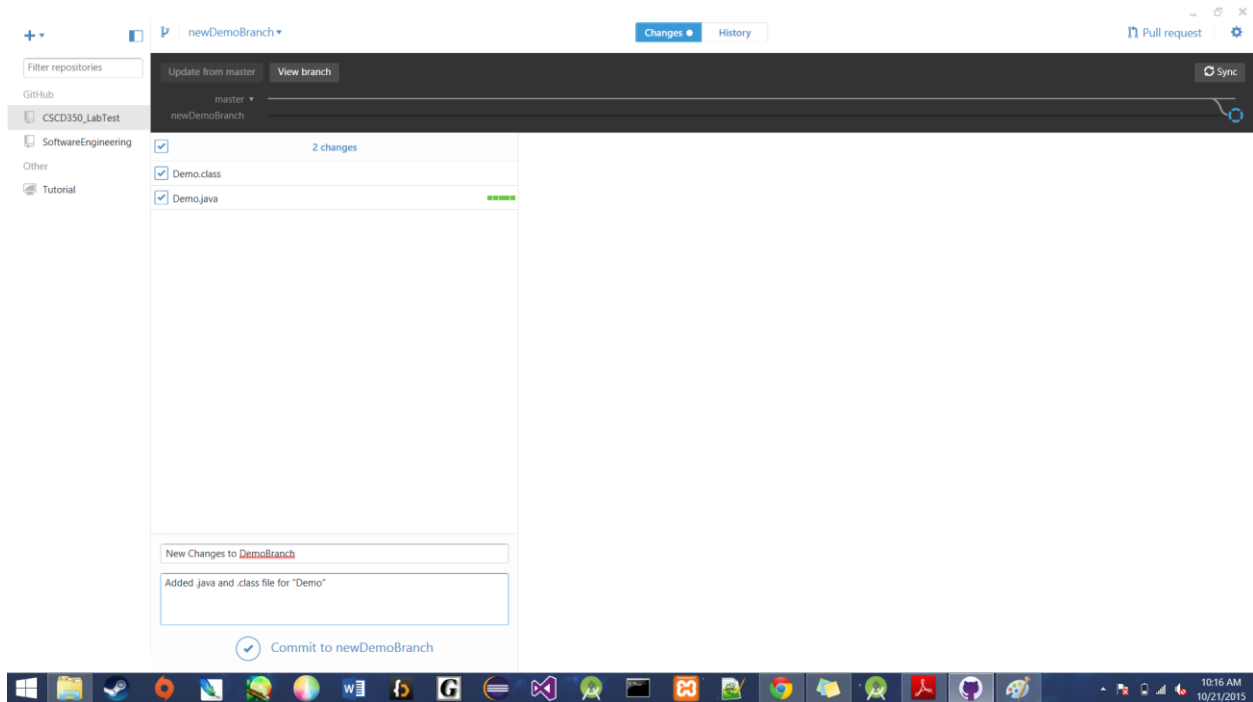 newDemoBranch
Changes
History
Pull request
Filter repositories
GitHub
CSCD350_LabTest
SoftwareEngineering
Other
Tutorial
Update from master
View branch
Sync
master
newDemoBranch
2 changes
Demo.class
Demo.java
New Changes to DemoBranch
Added .java and .class file for "Demo"
Commit to newDemoBranch
10:16 AM
10/21/2015